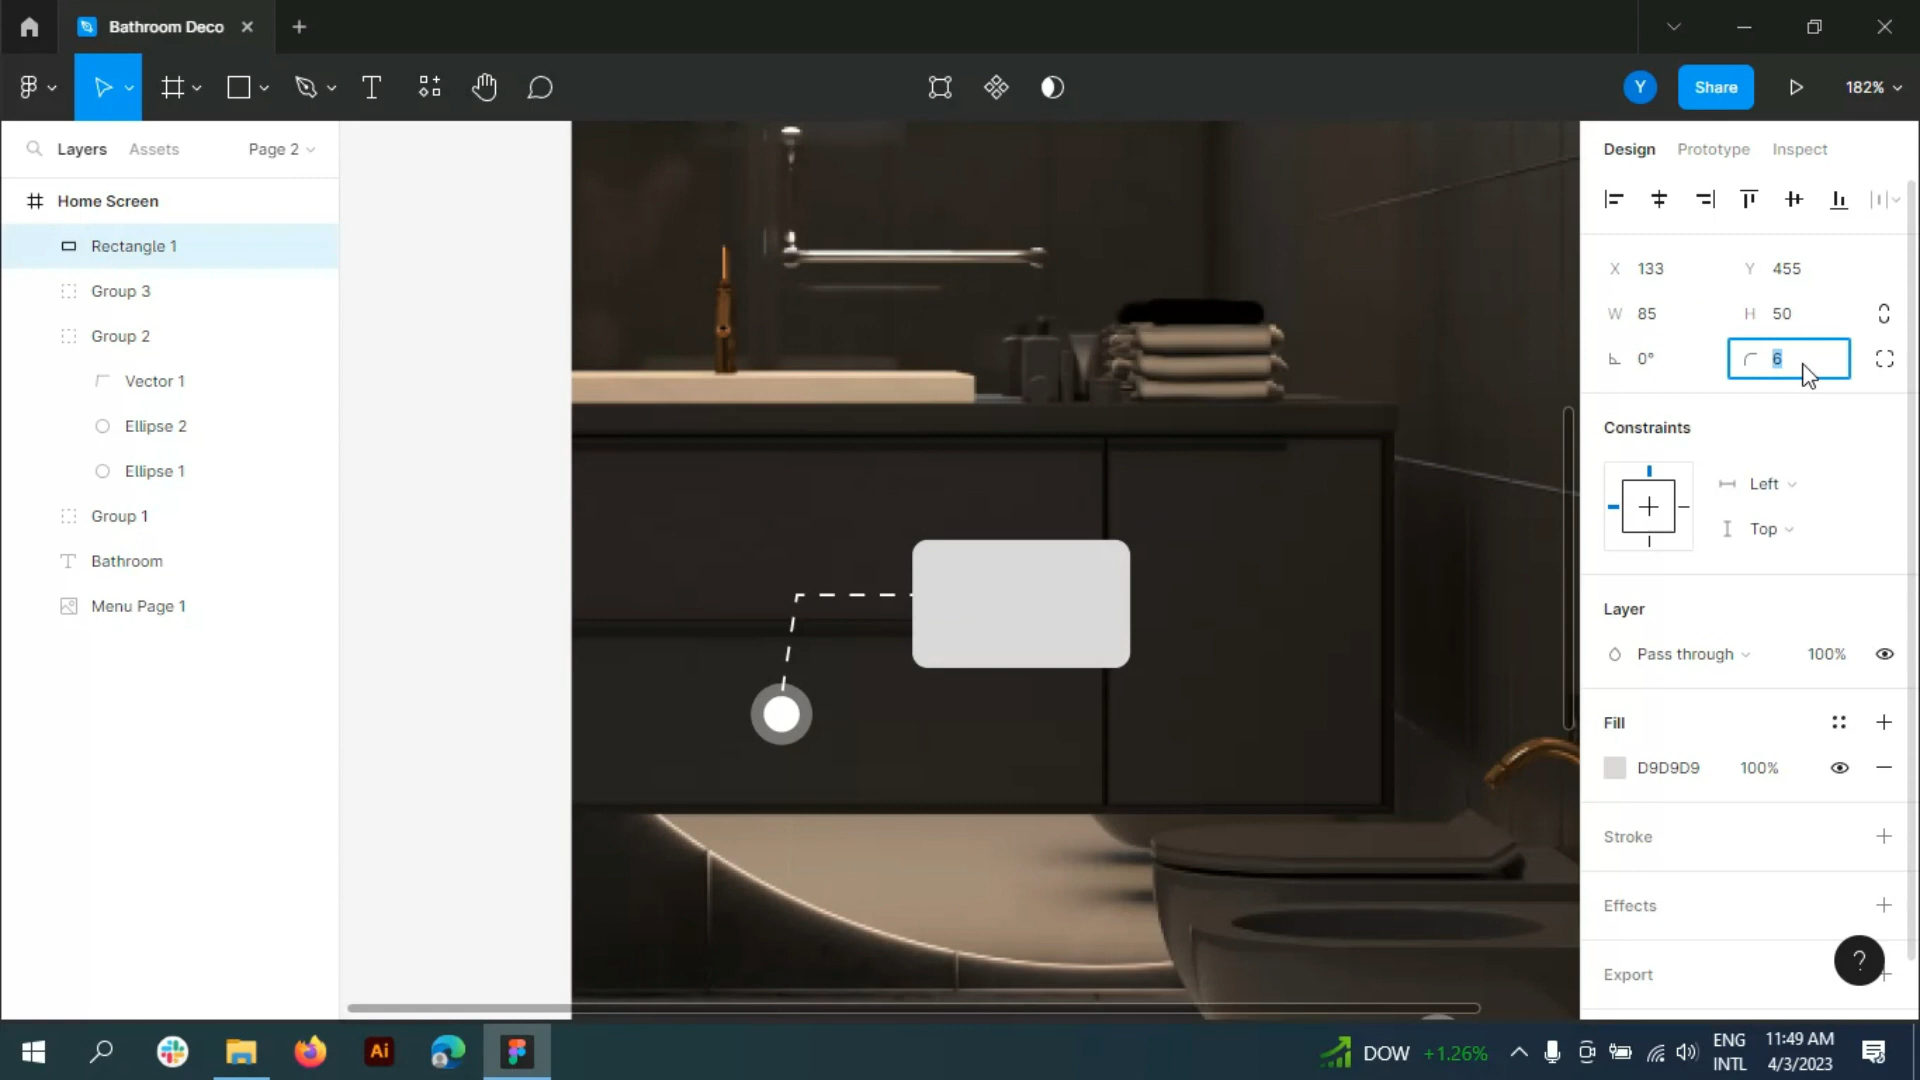 Bathroom Deco
Y
Share
182%
Layers
Assets
Page 2
Design
Prototype
Inspect
Home Screen
Rectangle 1
Group 3
Group 2
Vector 1
Ellipse 2
Ellipse 1
Group 1
Bathroom
Menu Page 1
X 133
Y 455
W 85
H 50
0°
6
Constraints
Left
Top
Layer
Pass through
100%
Fill
D9D9D9
100%
Stroke
Effects
Export
?
Ai
DOW +1.26%
ENG
INTL
11:49 AM
4/3/2023